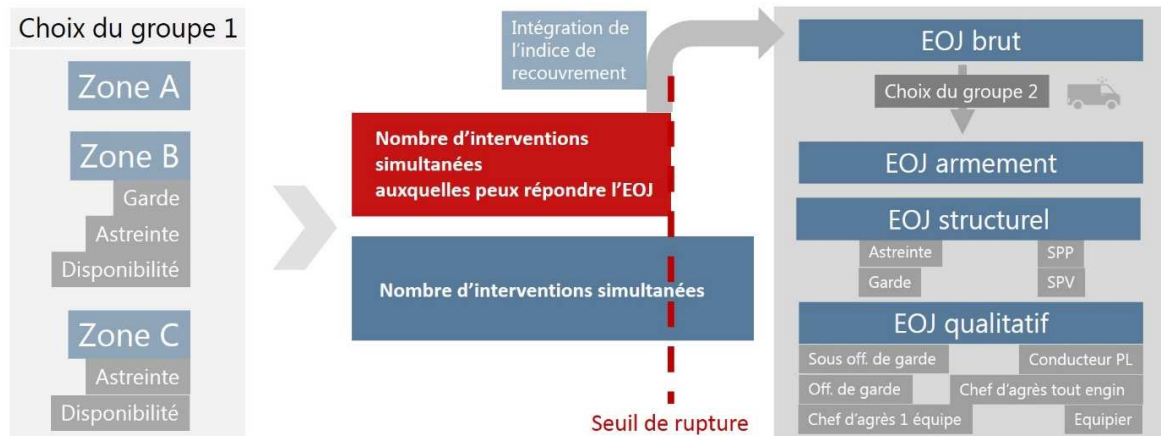 Choix du groupe 1
Zone A
Zone B
Garde
Astreinte
Disponibilité
Zone C
Astreinte
Disponibilité
Intégration de
l'indice de
recouvrement
Nombre d'interventions
simultanées
auxquelles peux répondre l'EOJ
Nombre d'interventions simultanées
Seuil de rupture
EOJ brut
Choix du groupe 2
EOJ armement
EOJ structurel
Astreinte SPP
Garde SPV
EOJ qualitatif
Sous off. de garde Conducteur PL
Off. de garde Chef d'agrès tout engin
Chef d'agrès 1 équipe Equipier